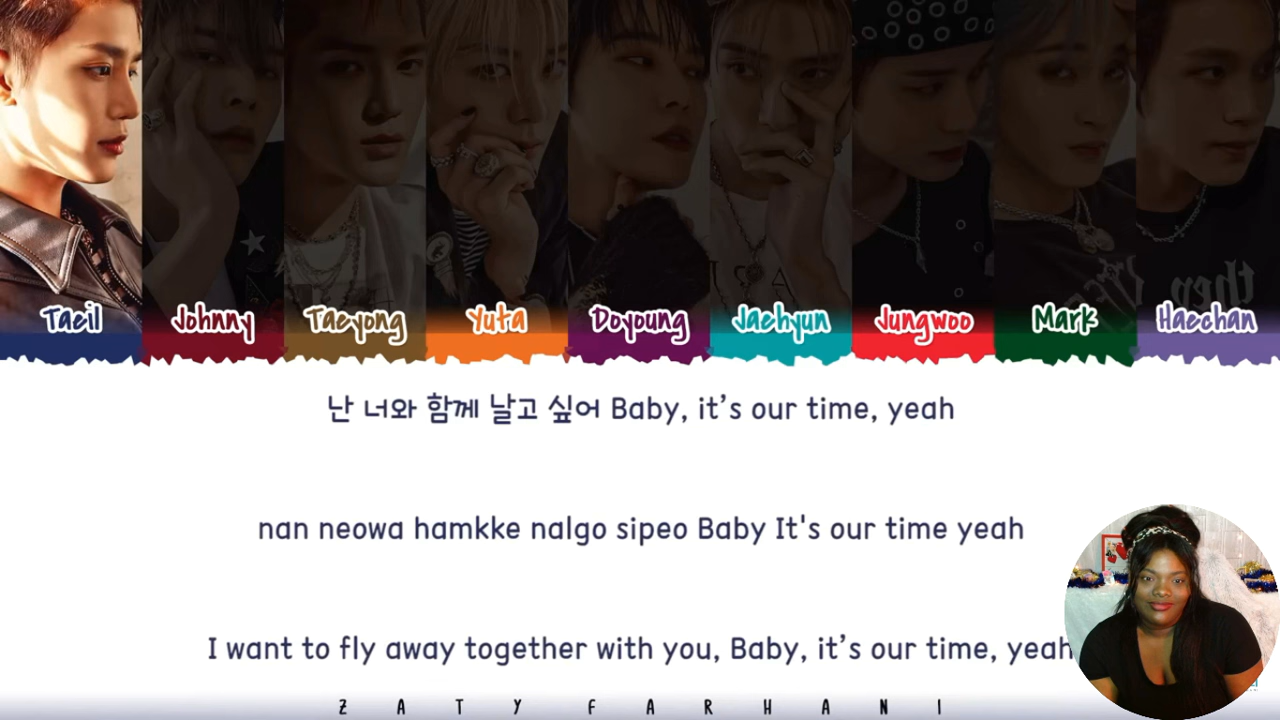 Taeil Johnny Taeyong Yuta Doyoung Jaehyun Jungwoo Mark Haechan
난 너와 함께 날고 싶어 Baby, it’s our time, yeah
nan neowa hamkke nalgo sipeo Baby It's our time yeah
I want to fly away together with you, Baby, it’s our time, yeah
ZATY FARHANI